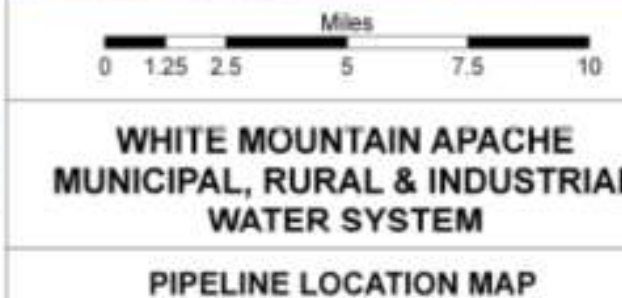 Miles
0 1.25 2.5 5 7.5 10
WHITE MOUNTAIN APACHE
MUNICIPAL, RURAL & INDUSTRIAL
WATER SYSTEM
PIPELINE LOCATION MAP